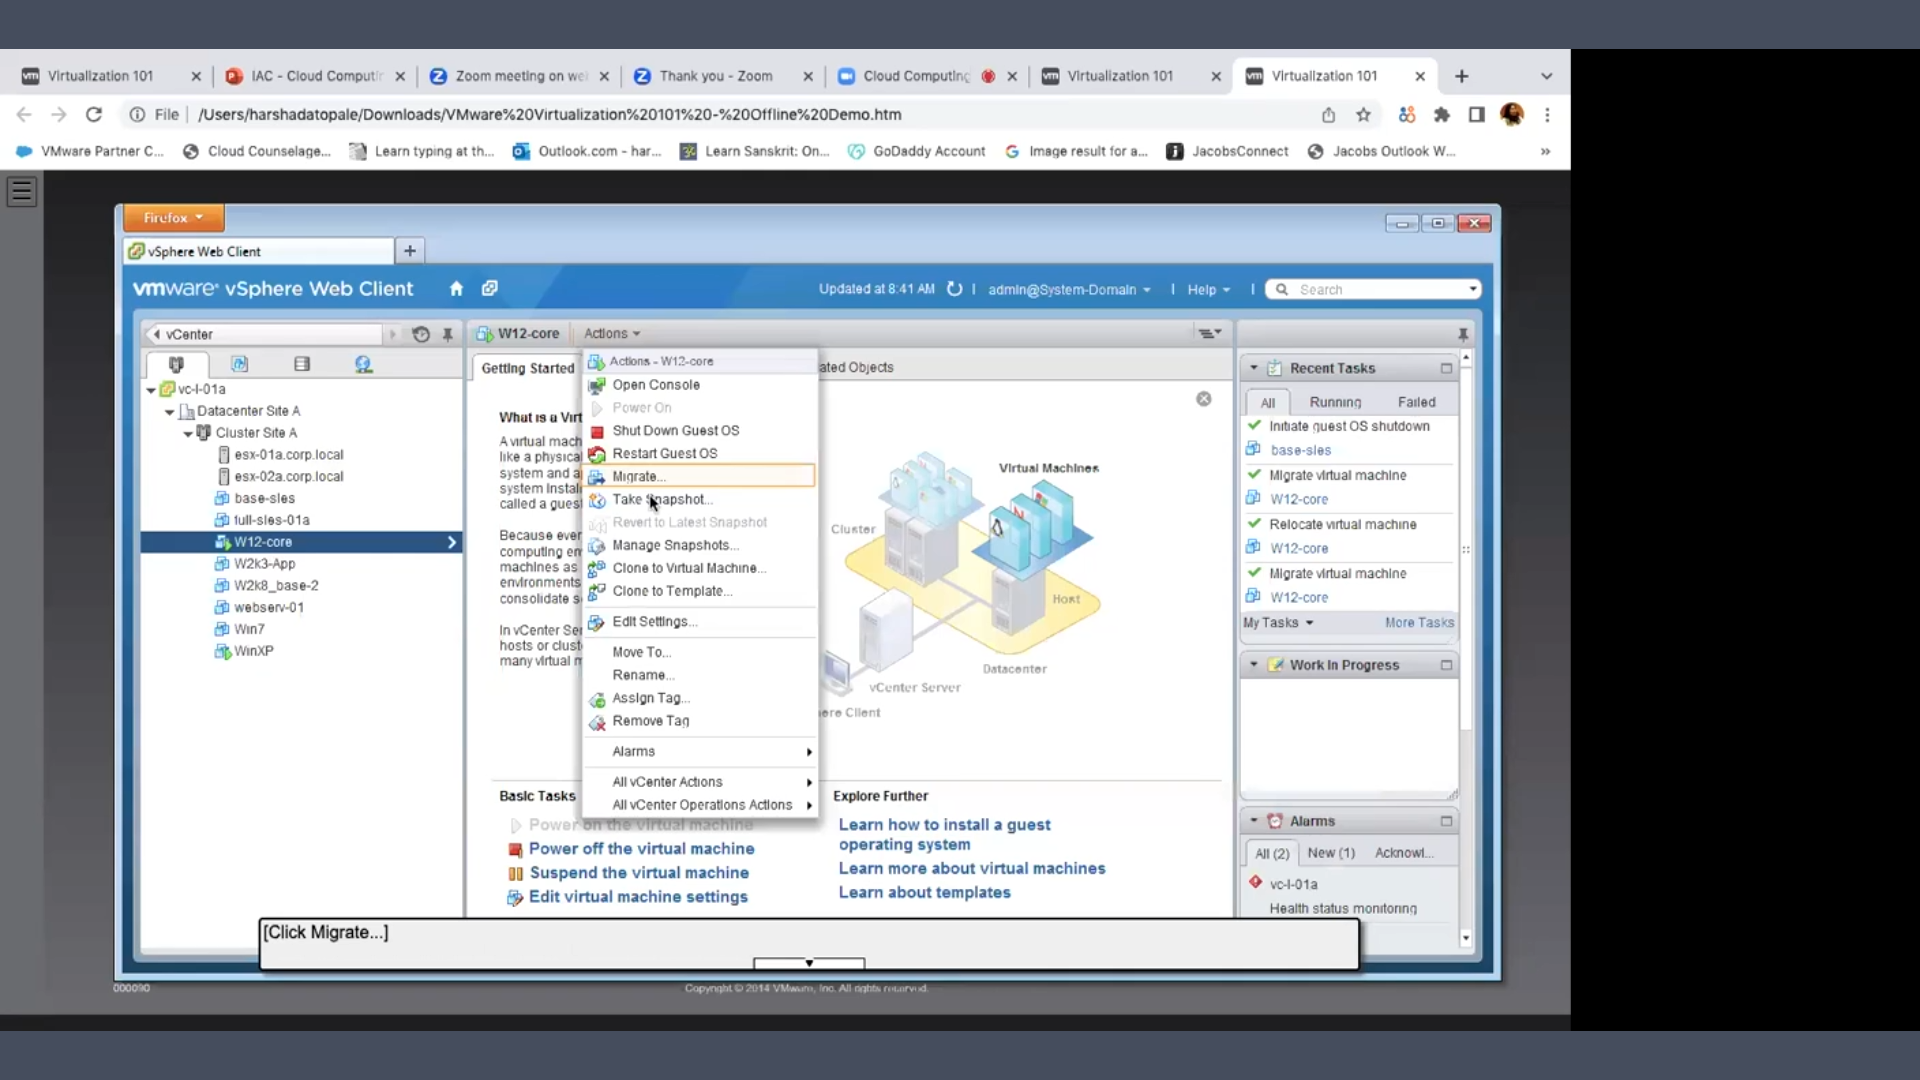 Virtualization 101
IAC - Cloud Computin
Zoom meeting on we
Thank you - Zoom
Cloud Computing
Virtualization 101
Virtualization 101
File
/Users/harshadatopale/Downloads/VMware%20Virtualization%20101%20-%20Offline%20Demo.htm
VMware Partner C...
Cloud Counselage...
Learn typing at th...
Outlook.com - har...
Learn Sanskrit: On...
GoDaddy Account
Image result for a...
JacobsConnect
Jacobs Outlook W...
Firefox
vSphere Web Client
vmware® vSphere Web Client
Updated at 8:41 AM
admin@System-Domain
Help
Search
vCenter
vc-l-01a
Datacenter Site A
Cluster Site A
esx-01a.corp.local
esx-02a.corp.local
base-sles
full-sles-01a
W12-core
W2k3-App
W2k8_base-2
webserv-01
Win7
WinXP
W12-core
Actions
Getting Started
ated Objects
Actions - W12-core
Open Console
Power On
Shut Down Guest OS
Restart Guest OS
Migrate...
Take Snapshot...
Revert to Latest Snapshot
Manage Snapshots...
Clone to Virtual Machine...
Clone to Template...
Edit Settings...
Move To...
Rename...
Assign Tag...
Remove Tag
Alarms
All vCenter Actions
All vCenter Operations Actions
What is a Virt
A virtual mach
like a physical
system and a
system instal
called a gues
Because ever
computing en
machines as
environments
consolidate s
In vCenter Ser
hosts or clust
many virtual m
Virtual Machines
Cluster
Host
Datacenter
vCenter Server
ere Client
Basic Tasks
Power on the virtual machine
Power off the virtual machine
Suspend the virtual machine
Edit virtual machine settings
Explore Further
Learn how to install a guest
operating system
Learn more about virtual machines
Learn about templates
Recent Tasks
All
Running
Failed
Initiate guest OS shutdown
base-sles
Migrate virtual machine
W12-core
Relocate virtual machine
W12-core
Migrate virtual machine
W12-core
My Tasks
More Tasks
Work In Progress
Alarms
All (2)
New (1)
Acknowl...
vc-l-01a
Health status monitoring
[Click Migrate...]
000090
Copyright © 2014 VMware, Inc. All rights reserved.